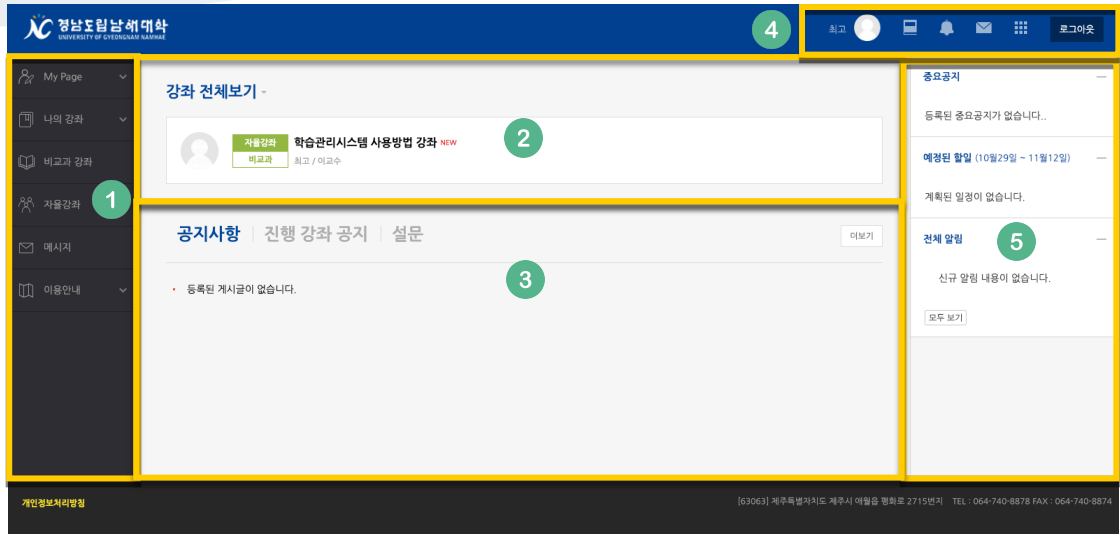 경남도립남해대학
UNIVERSITY OF GYEONGNAM NAMHAE
4
최고
로그아웃
My Page
나의 강좌
비교과 강좌
자율강좌
1
메시지
이용안내
강좌 전체보기 -
자율강좌
비교과
학습관리시스템 사용방법 강좌 NEW
최고 / 이교수
2
공지사항 | 진행 강좌 공지 | 설문
더보기
3
• 등록된 게시글이 없습니다.
중요공지
등록된 중요공지가 없습니다..
예정된 할일 (10월29일 ~ 11월12일)
계획된 일정이 없습니다.
전체 알림
5
신규 알림 내용이 없습니다.
모두 보기
개인정보처리방침
[63063] 제주특별자치도 제주시 애월읍 평화로 2715번지 TEL : 064-740-8878 FAX : 064-740-8874